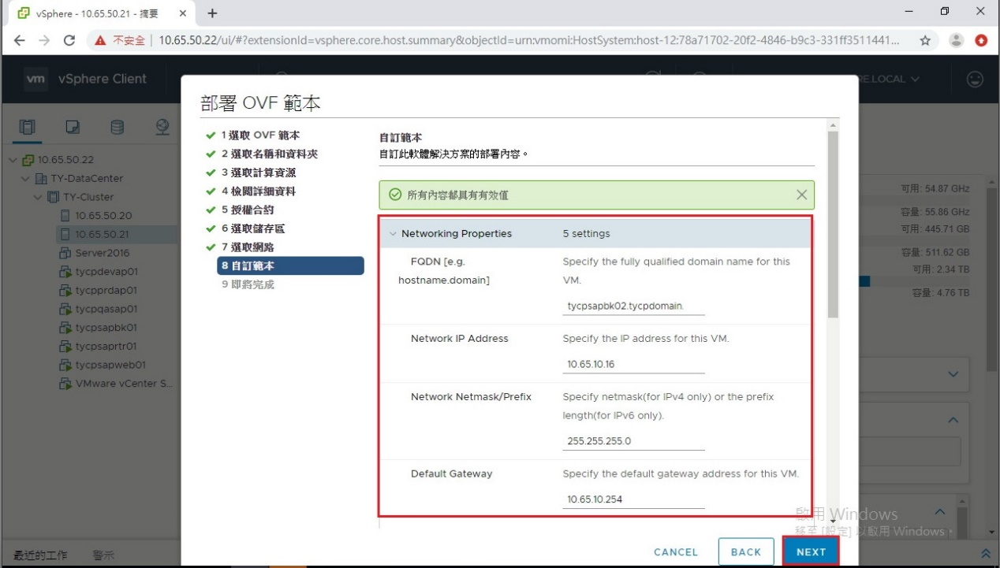 vSphere - 10.65.50.21 - 摘要
不安全 | 10.65.50.22/ui/#?extensionId=vsphere.core.host.summary&objectId=urn:vmomi:HostSystem:host-12:78a71702-20f2-4846-b9c3-331ff3511441...
vm vSphere Client
RE.LOCAL
10.65.50.22
TY-DataCenter
TY-Cluster
10.65.50.20
10.65.50.21
Server2016
tycpdevap01
tycpprdap01
tycpqasap01
tycpsapbk01
tycpsaprtr01
tycpsapweb01
VMware vCenter S...
部署 OVF 範本
1 選取 OVF 範本
2 選取名稱和資料夾
3 選取計算資源
4 檢閱詳細資料
5 授權合約
6 選取儲存區
7 選取網路
8 自訂範本
9 即將完成
自訂範本
自訂此軟體解決方案的部署內容。
所有內容都具有有效值
Networking Properties 5 settings
FQDN [e.g. hostname.domain]
Specify the fully qualified domain name for this
VM.
tycpsapbk02.tycpdomain.
Network IP Address
Specify the IP address for this VM.
10.65.10.16
Network Netmask/Prefix
Specify netmask(for IPv4 only) or the prefix
length(for IPv6 only).
255.255.255.0
Default Gateway
Specify the default gateway address for this VM.
10.65.10.254
可用: 54.87 GHz
容量: 55.86 GHz
可用: 445.71 GB
容量: 511.62 GB
可用: 2.34 TB
容量: 4.76 TB
啟用 Windows
移至 [設定] 以啟用 Windows。
CANCEL
BACK
NEXT
最近的工作 警示